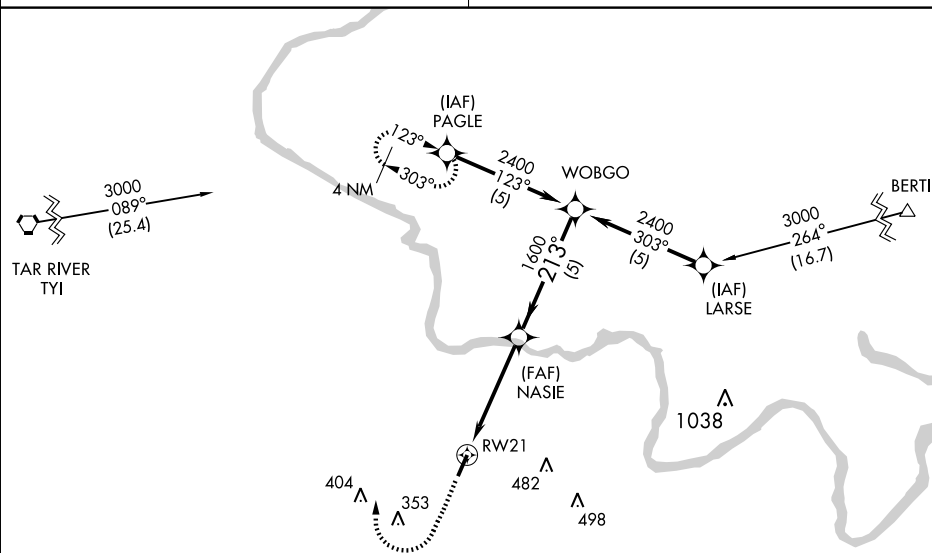 (IAF)
PAGLE
123°
303°
4 NM
2400
123°
(5)
WOBGO
BERTI
3000
089°
(25.4)
TAR RIVER
TYI
2400
303°
(5)
3000
264°
(16.7)
1600
213°
(5)
(IAF)
LARSE
(FAF)
NASIE
1038
RW21
404
353
482
498